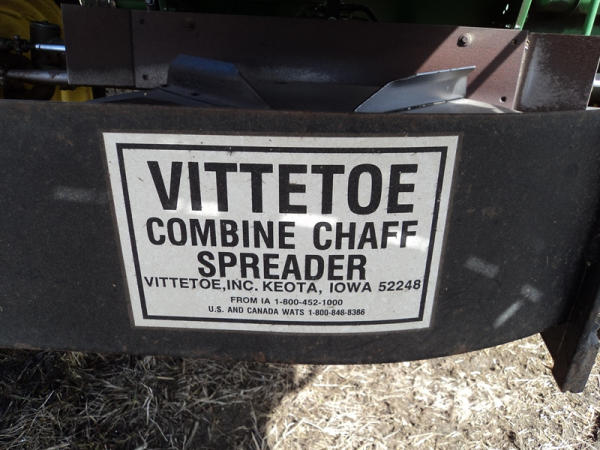 VITTETOE
COMBINE CHAFF
SPREADER
VITTETOE,INC. KEOTA, IOWA 52248
FROM IA 1-800-452-1000
U.S. AND CANADA WATS 1-800-848-8386